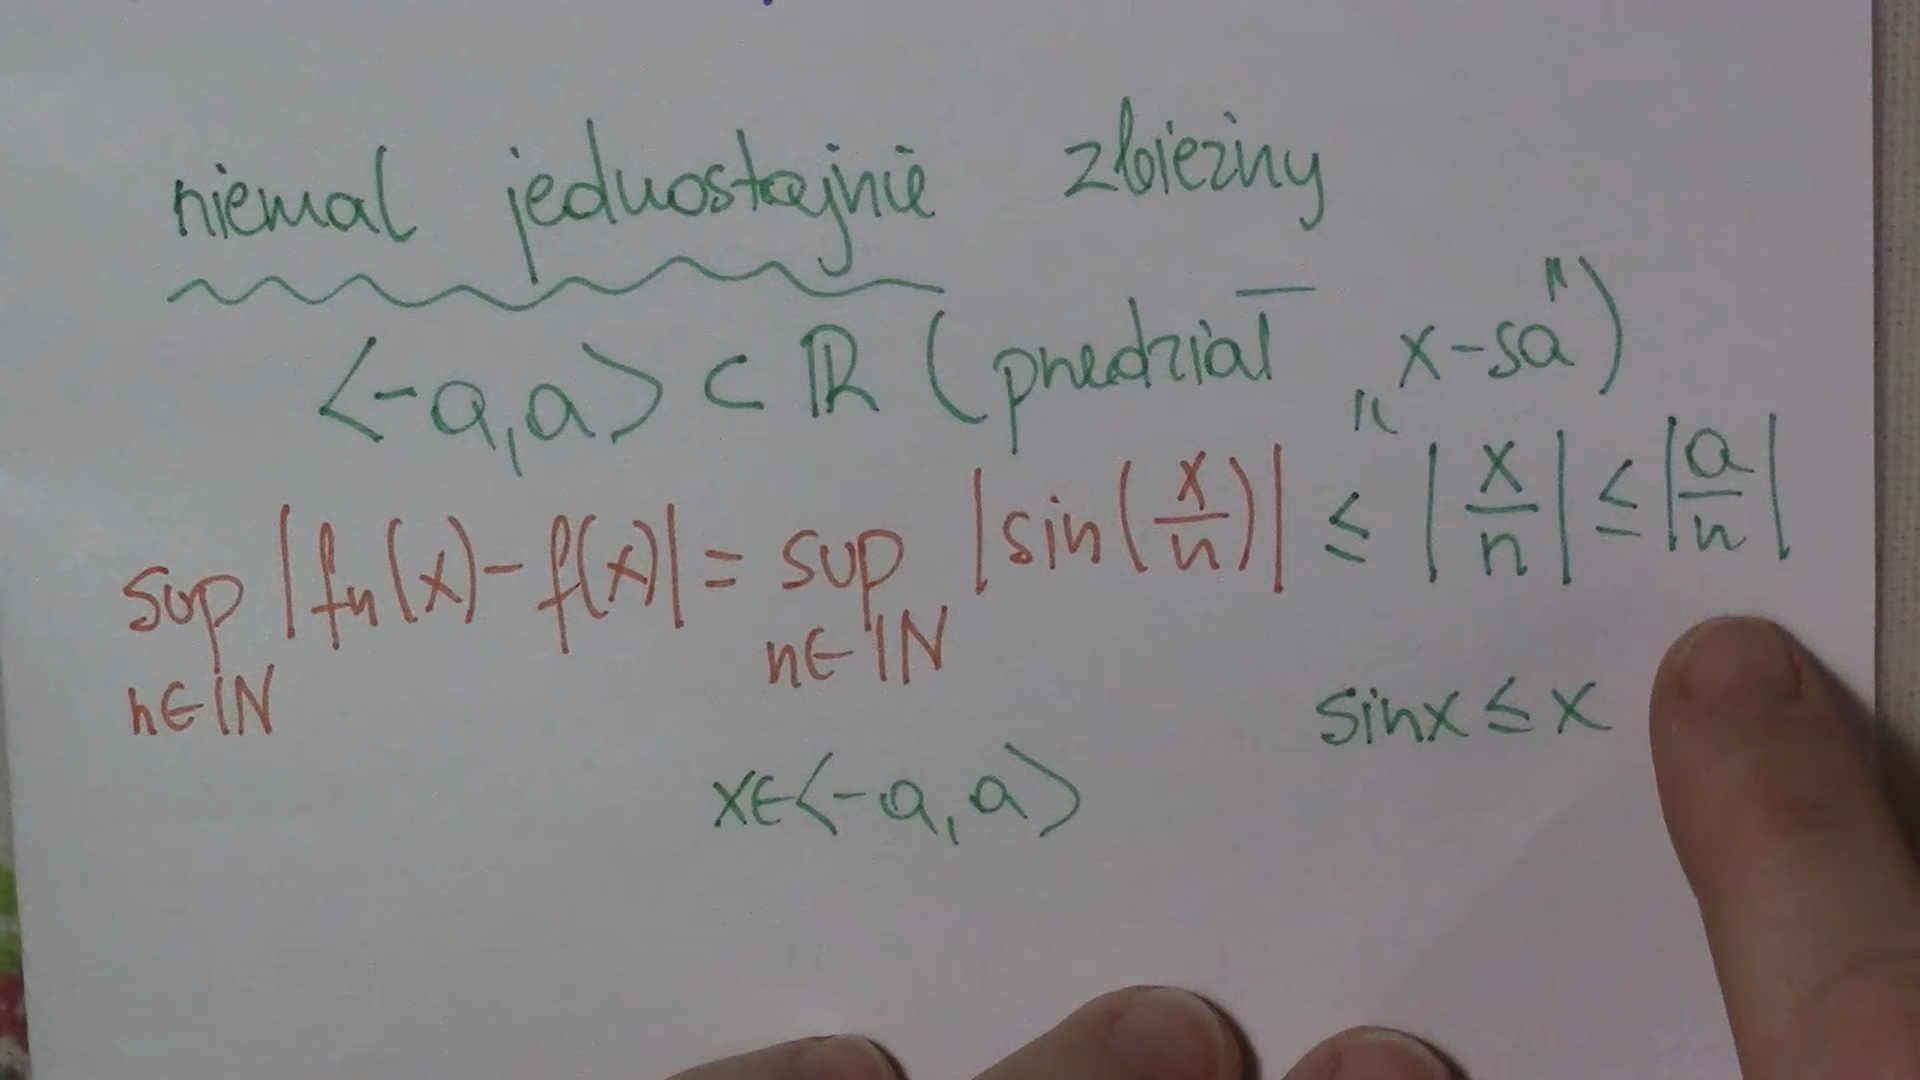 niemal jednostajnie zbieżny
<-a,a> ⊂ ℝ (przedział „x-sa")
sup |fn(x)-f(x)| = sup |sin(x/n)| ≤ |x/n| ≤ |a/n|
n∈ℕ n∈ℕ
sinx ≤ x
x∈<-a,a>